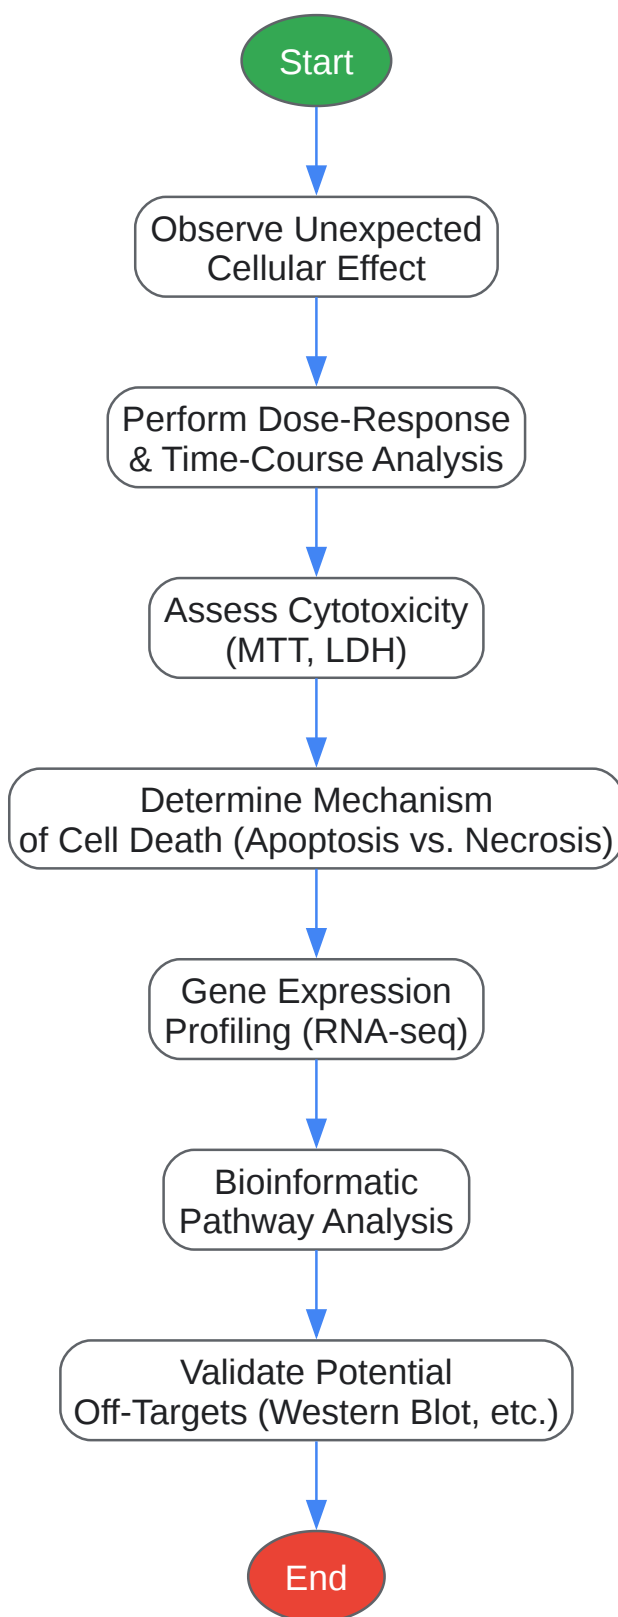 Start
Observe Unexpected
Cellular Effect
Perform Dose-Response
& Time-Course Analysis
Assess Cytotoxicity
(MTT, LDH)
Determine Mechanism
of Cell Death (Apoptosis vs. Necrosis)
Gene Expression
Profiling (RNA-seq)
Bioinformatic
Pathway Analysis
Validate Potential
Off-Targets (Western Blot, etc.)
End